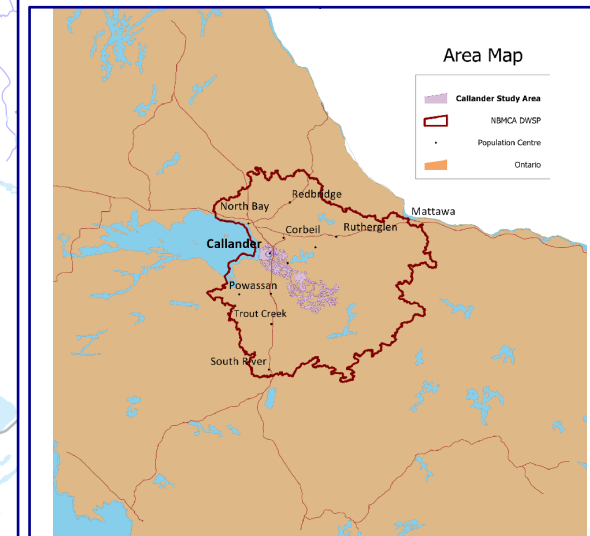 Area Map
Callander Study Area
NBMCA DWSP
Population Centre
Ontario
Redbridge
North Bay
Mattawa
Rutherglen
Corbeil
Callander
Powassan
Trout Creek
South River